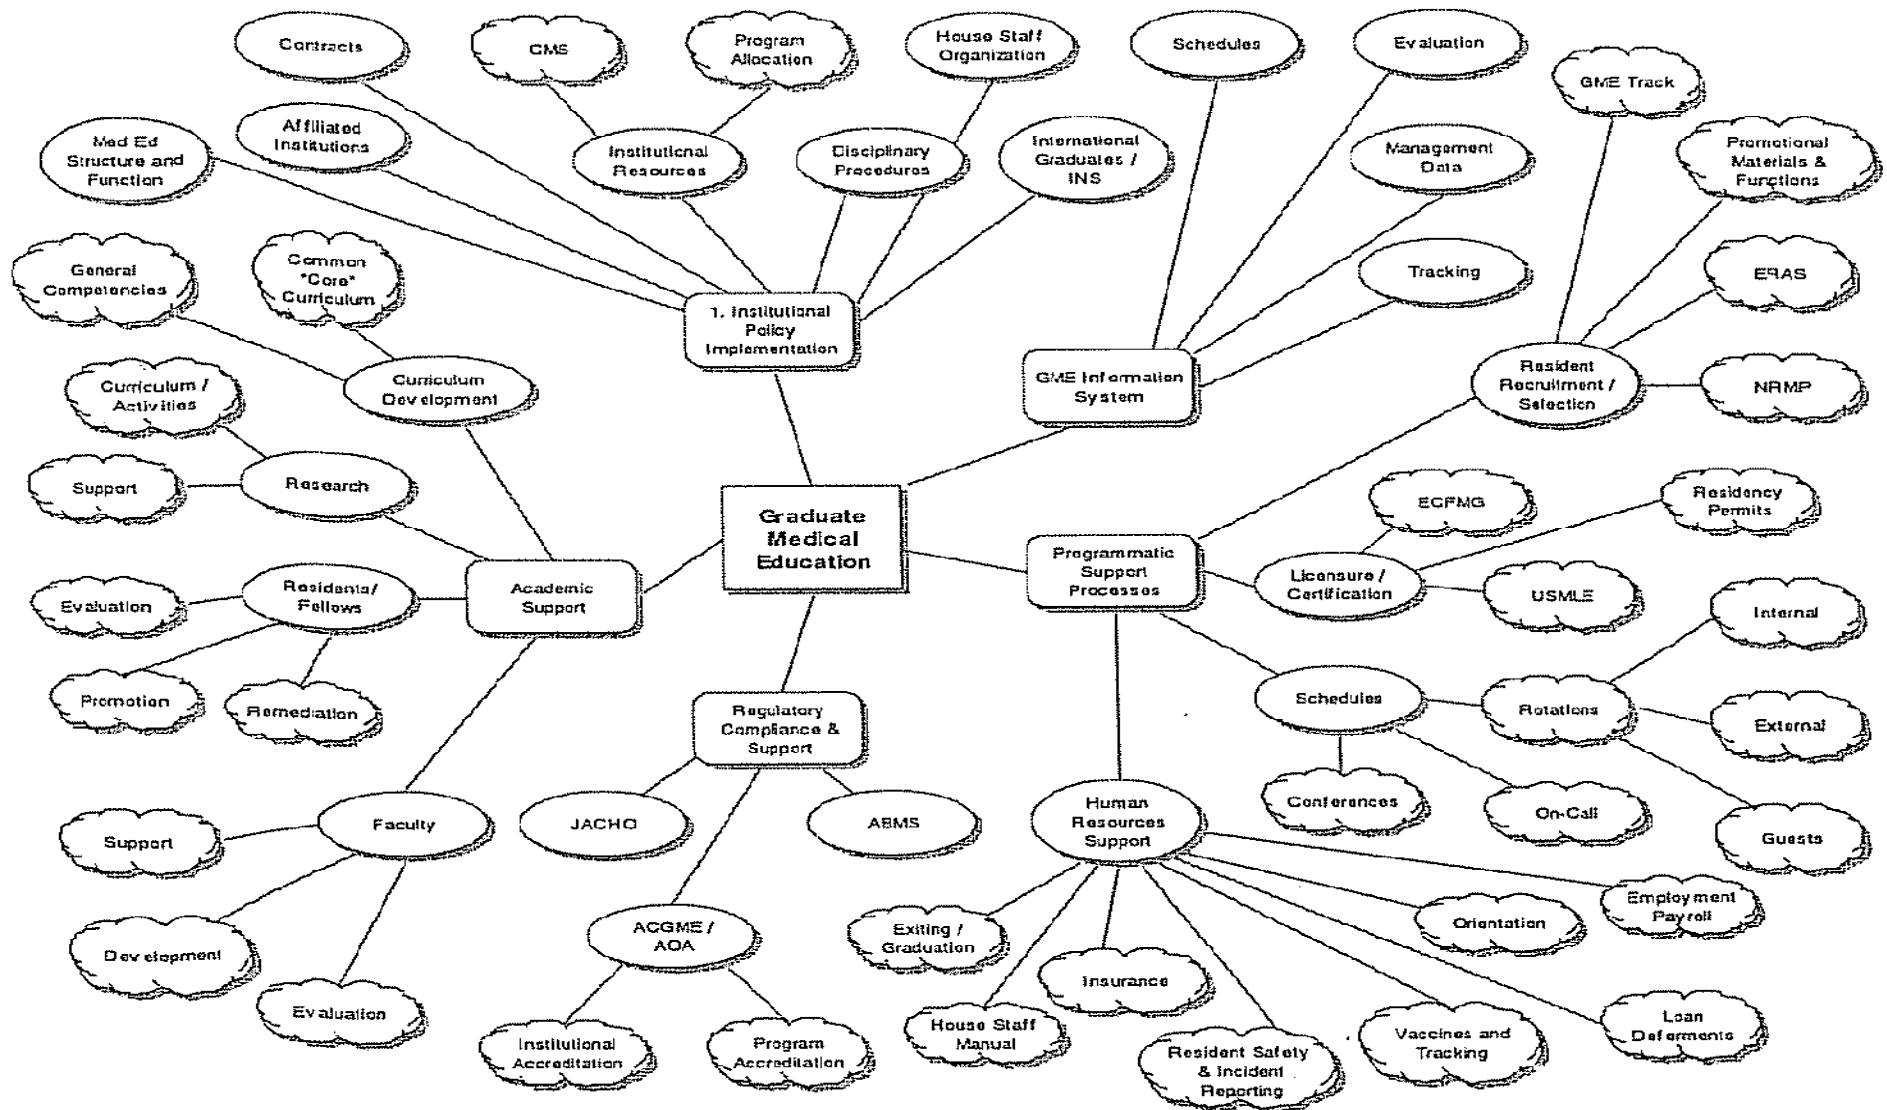 Contracts
CMS
Program
Allocation
House Staff
Organization
Schedules
Evaluation
GME Track
Med Ed
Structure and
Function
Affiliated
Institutions
Institutional
Resources
Disciplinary
Procedures
International
Graduates /
INS
Management
Data
Promotional
Materials &
Functions
General
Competencies
Common
"Core"
Curriculum
Tracking
ERAS
1. Institutional
Policy
Implementation
Curriculum /
Activities
Curriculum
Development
GME Information
System
Resident
Recruitment /
Selection
NRMP
Support
Research
Graduate
Medical
Education
ECFMG
Residency
Permits
Evaluation
Residents/
Fellows
Academic
Support
Programmatic
Support
Processes
Licensure /
Certification
USMLE
Internal
Promotion
Remediation
Regulatory
Compliance &
Support
Schedules
Rotations
External
Support
Faculty
JACHO
ABMS
Human
Resources
Support
Conferences
On-Call
Guests
Development
Evaluation
ACGME /
AOA
Exiting /
Graduation
Insurance
Orientation
Employment
Payroll
Institutional
Accreditation
Program
Accreditation
House Staff
Manual
Resident Safety
& Incident
Reporting
Vaccines and
Tracking
Loan
Deferments